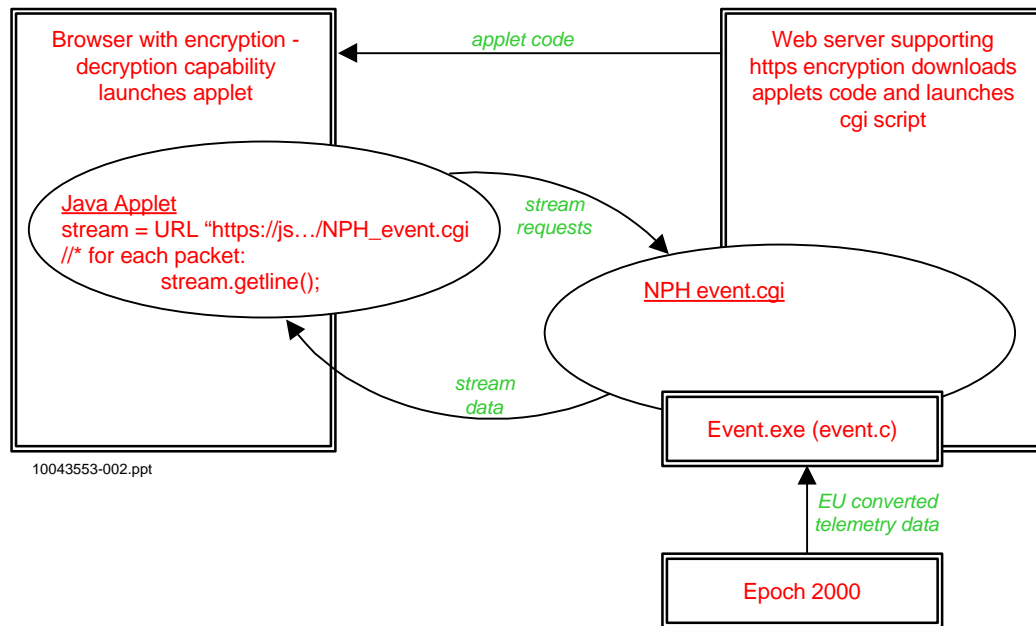 Browser with encryption -
decryption capability
launches applet
applet code
Web server supporting
https encryption downloads
applets code and launches
cgi script
Java Applet
stream = URL “https://js…/NPH_event.cgi
//* for each packet:
stream.getline();
stream
requests
NPH event.cgi
stream
data
Event.exe (event.c)
10043553-002.ppt
EU converted
telemetry data
Epoch 2000